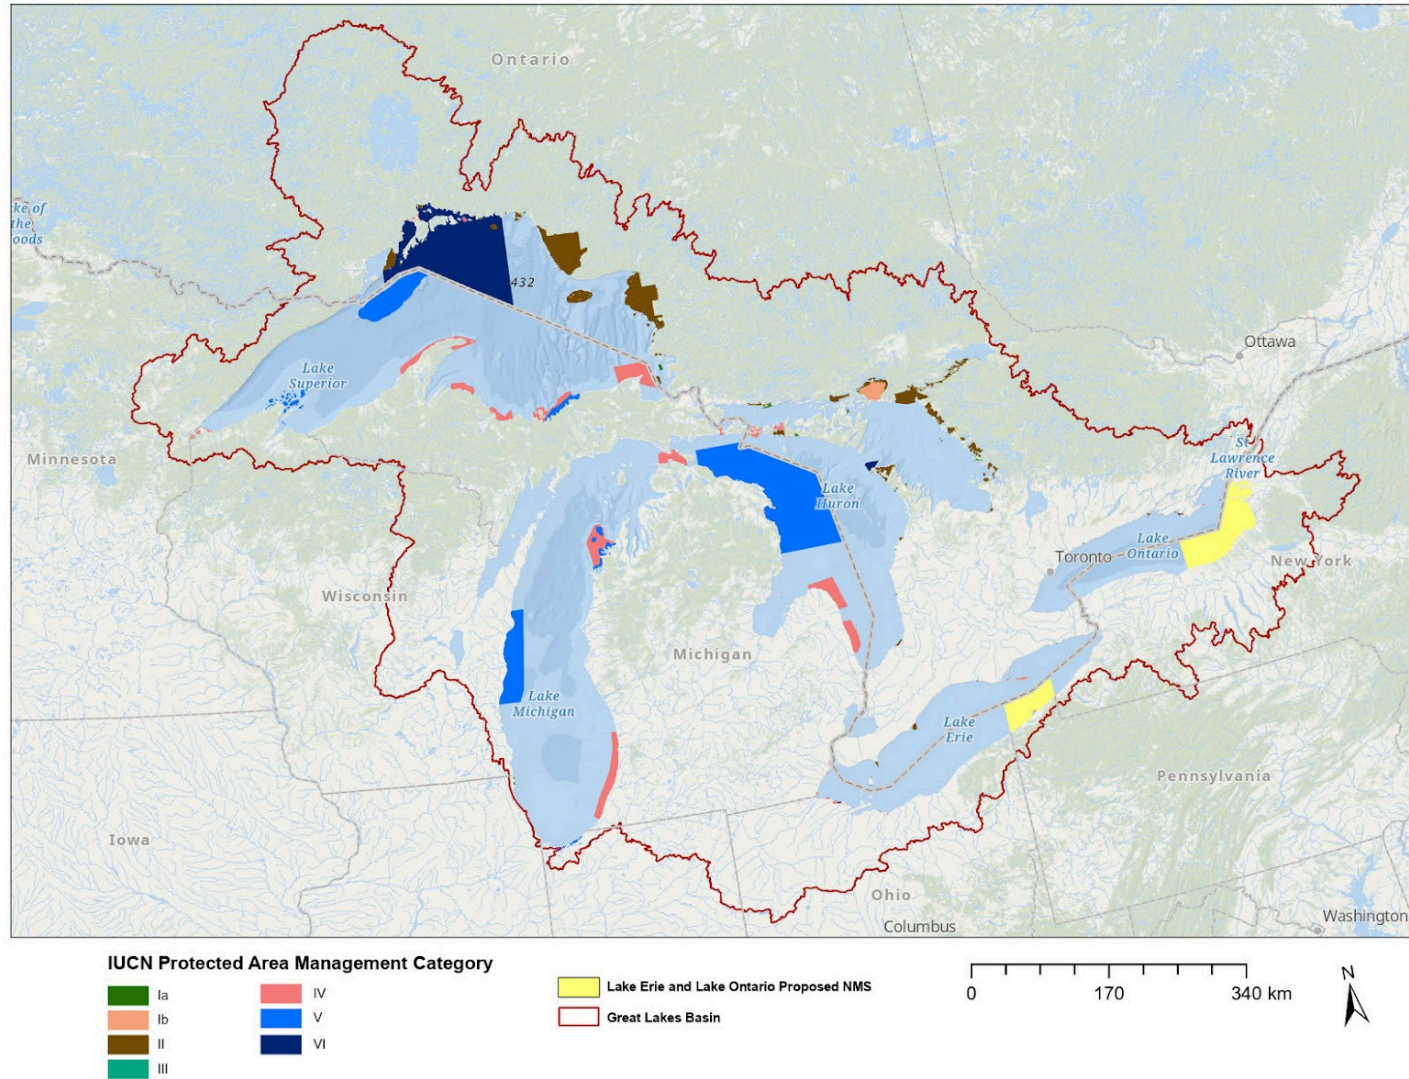 Ontario
ke of
the
oods
432
Ottawa
Lake
Superior
St
Lawrence
River
Minnesota
Lake
Huron
Lake
Ontario
Toronto
New York
Wisconsin
Michigan
Lake
Michigan
Lake
Erie
Pennsylvania
Iowa
Ohio
Columbus
Washington
IUCN Protected Area Management Category
Ia
Ib
II
III
IV
V
VI
Lake Erie and Lake Ontario Proposed NMS
Great Lakes Basin
0 170 340 km
N